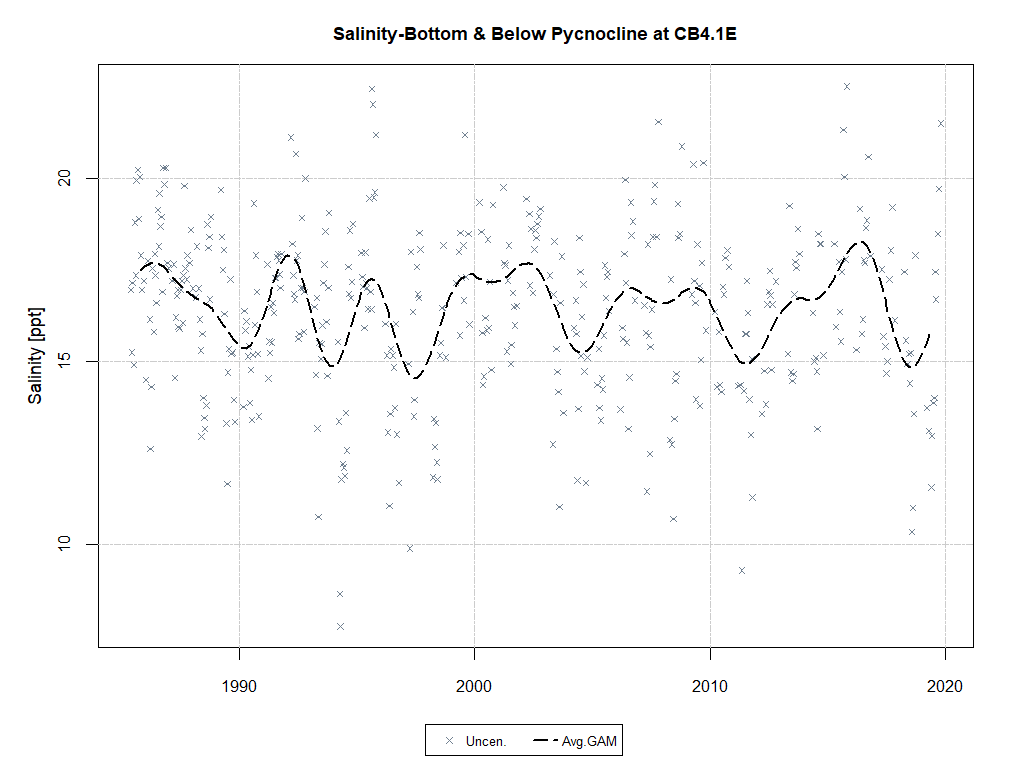 Salinity-Bottom & Below Pycnocline at CB4.1E
Salinity [ppt]
20
15
10
1990 2000 2010 2020
Uncen. Avg.GAM